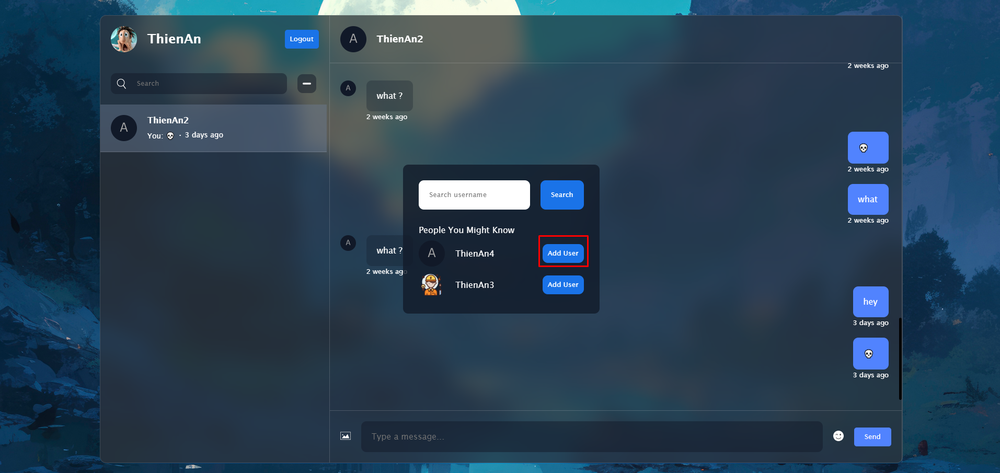 ThienAn
Logout
Search
ThienAn2
You: 💀 · 3 days ago
A
A
ThienAn2
2 weeks ago
A
what ?
2 weeks ago
💀
2 weeks ago
what
2 weeks ago
A
what ?
2 weeks ago
Search username
Search
People You Might Know
A
ThienAn4
Add User
ThienAn3
Add User
hey
3 days ago
💀
3 days ago
Type a message...
Send